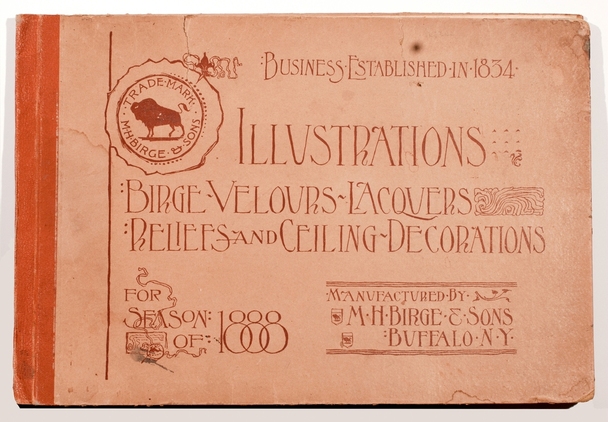 ·BUSINESS·ESTABLISHED·IN·1834·
·TRADE·MARK·
M·H·BIRGE·&·SONS
ILLUSTRATIONS
:BIRGE~VELOURS~LACQUERS
:RELIEFS~AND~CEILING~DECORATIONS
FOR
SEASON:
OF·1888
MANUFACTURED·BY·
M·H·BIRGE·&·SONS
:BUFFALO·N·Y·